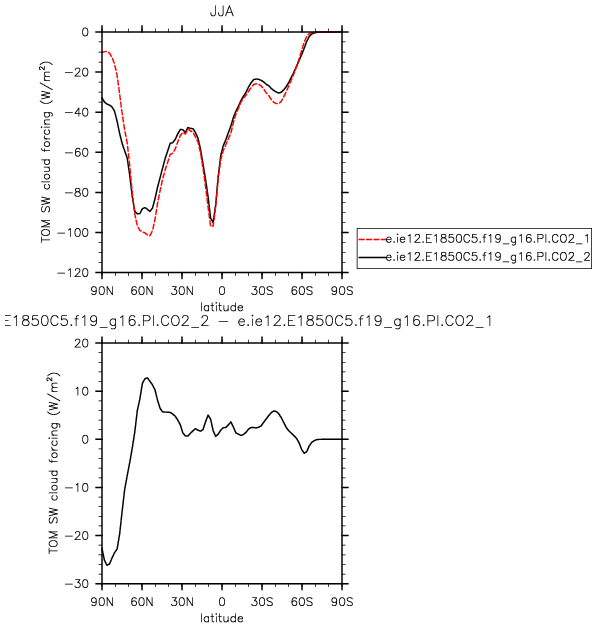 JJA
TOM SW cloud forcing (W/m²)
0
-20
-40
-60
-80
-100
-120
90N 60N 30N 0 30S 60S 90S
latitude
e.ie12.E1850C5.f19_g16.PI.CO2_1
e.ie12.E1850C5.f19_g16.PI.CO2_2
E1850C5.f19_g16.PI.CO2_2 - e.ie12.E1850C5.f19_g16.PI.CO2_1
TOM SW cloud forcing (W/m²)
20
10
0
-10
-20
-30
90N 60N 30N 0 30S 60S 90S
latitude